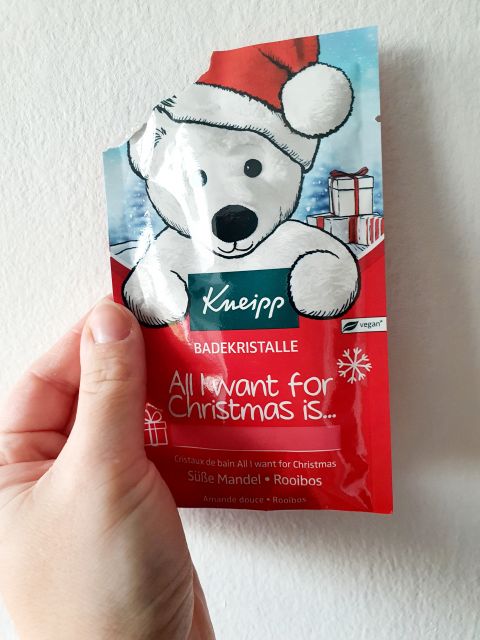 Kneipp
vegan*
BADEKRISTALLE
All I want for
Christmas is...
Cristaux de bain All I want for Christmas
Süße Mandel • Rooibos
Amande douce • Rooibos